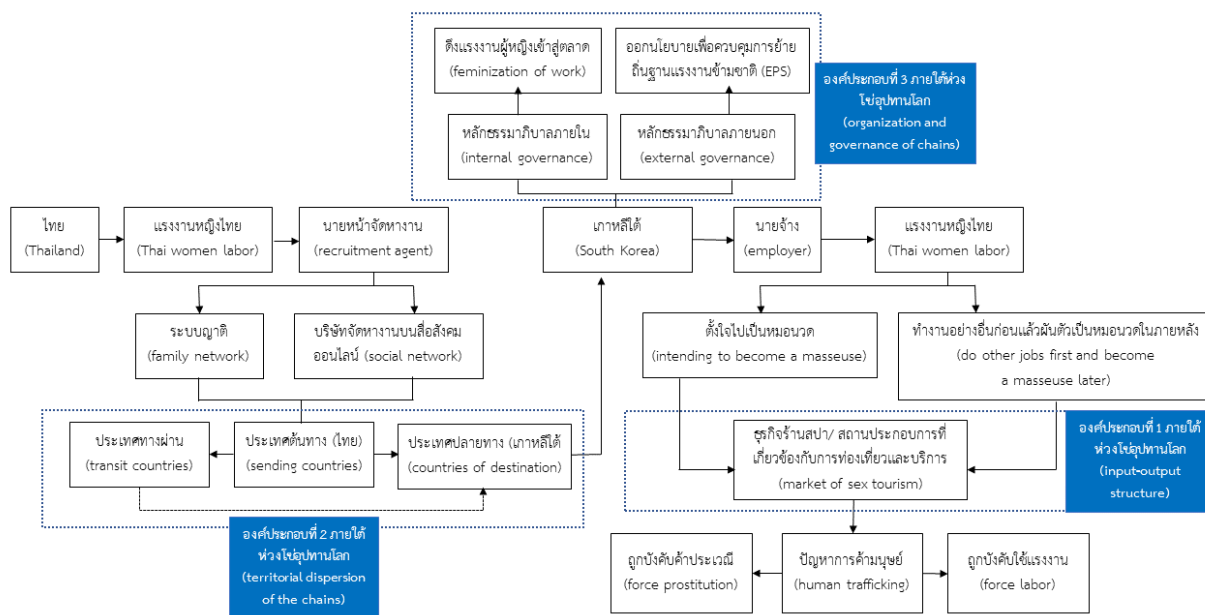 ดึงแรงงานผู้หญิงเข้าสู่ตลาด
(feminization of work)
ออกนโยบายเพื่อควบคุมการย้าย
ถิ่นฐานแรงงานข้ามชาติ (EPS)
องค์ประกอบที่ 3 ภายใต้ห่วง
โซ่อุปทานโลก
(organization and
governance of chains)
หลักธรรมาภิบาลภายใน
(internal governance)
หลักธรรมาภิบาลภายนอก
(external governance)
ไทย
(Thailand)
แรงงานหญิงไทย
(Thai women labor)
นายหน้าจัดหางาน
(recruitment agent)
เกาหลีใต้
(South Korea)
นายจ้าง
(employer)
แรงงานหญิงไทย
(Thai women labor)
ระบบญาติ
(family network)
บริษัทจัดหางานบนสื่อสังคม
ออนไลน์ (social network)
ตั้งใจไปเป็นหมอนวด
(intending to become a masseuse)
ทำงานอย่างอื่นก่อนแล้วผันตัวเป็นหมอนวดในภายหลัง
(do other jobs first and become
a masseuse later)
ประเทศทางผ่าน
(transit countries)
ประเทศต้นทาง (ไทย)
(sending countries)
ประเทศปลายทาง (เกาหลีใต้)
(countries of destination)
ธุรกิจร้านสปา/ สถานประกอบการที่
เกี่ยวข้องกับการท่องเที่ยวและบริการ
(market of sex tourism)
องค์ประกอบที่ 1 ภายใต้
ห่วงโซ่อุปทานโลก
(input-output
structure)
องค์ประกอบที่ 2 ภายใต้
ห่วงโซ่อุปทานโลก
(territorial dispersion
of the chains)
ถูกบังคับค้าประเวณี
(force prostitution)
ปัญหาการค้ามนุษย์
(human trafficking)
ถูกบังคับใช้แรงงาน
(force labor)